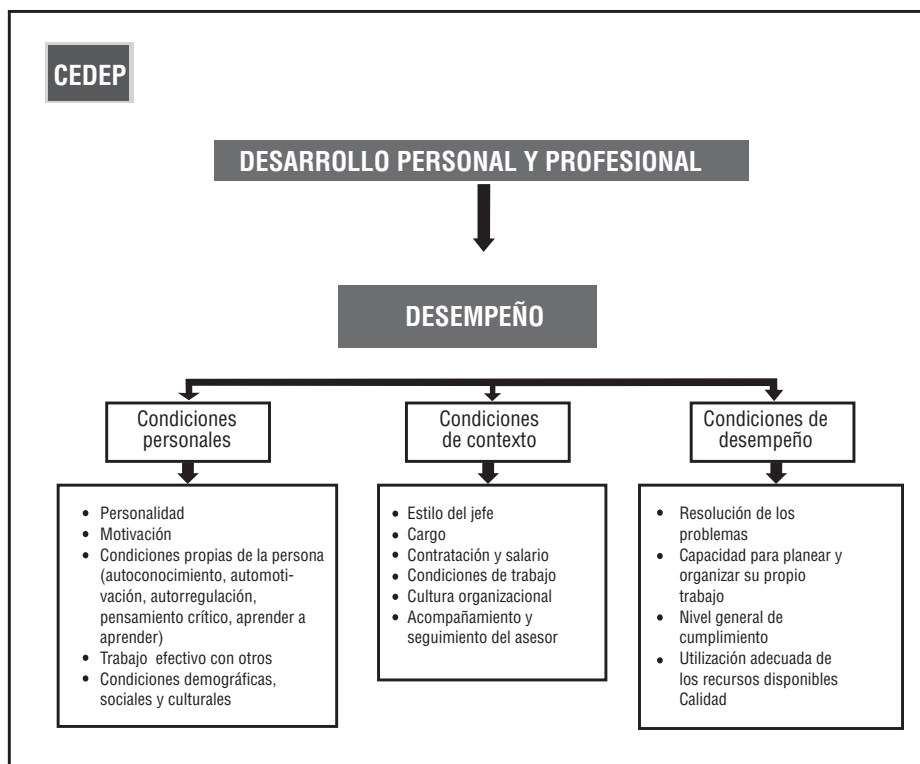 CEDEP
DESARROLLO PERSONAL Y PROFESIONAL
DESEMPEÑO
Condiciones
personales
• Personalidad
• Motivación
• Condiciones propias de la persona
(autoconocimiento, automoti-
vación, autorregulación,
pensamiento crítico, aprender a
aprender)
• Trabajo efectivo con otros
• Condiciones demográficas,
sociales y culturales
Condiciones
de contexto
• Estilo del jefe
• Cargo
• Contratación y salario
• Condiciones de trabajo
• Cultura organizacional
• Acompañamiento y
seguimiento del asesor
Condiciones de
desempeño
• Resolución de los
problemas
• Capacidad para planear y
organizar su propio
trabajo
• Nivel general de
cumplimiento
• Utilización adecuada de
los recursos disponibles
Calidad